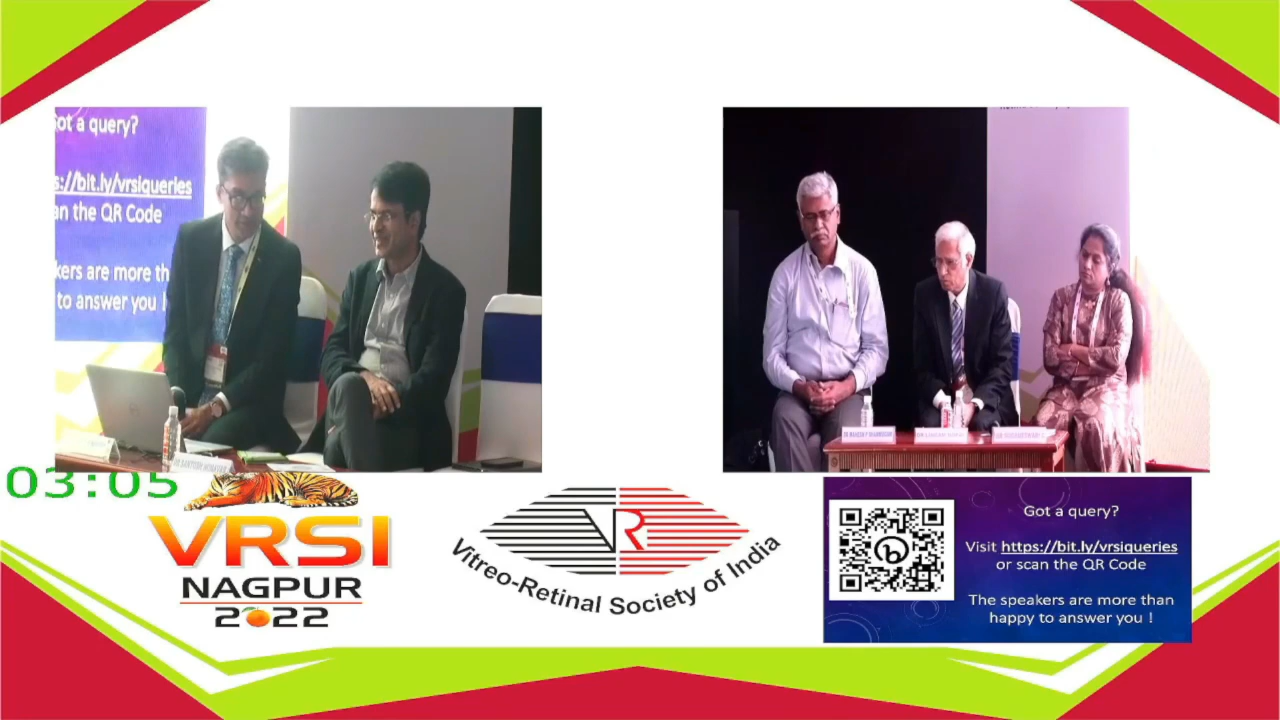 Got a query?
s://bit.ly/vrsiqueries
an the QR Code
kers are more th
to answer you !
03:05
VRSI
NAGPUR
2022
VR
Vitreo-Retinal Society of India
Got a query?
Visit https://bit.ly/vrsiqueries
or scan the QR Code
The speakers are more than
happy to answer you !